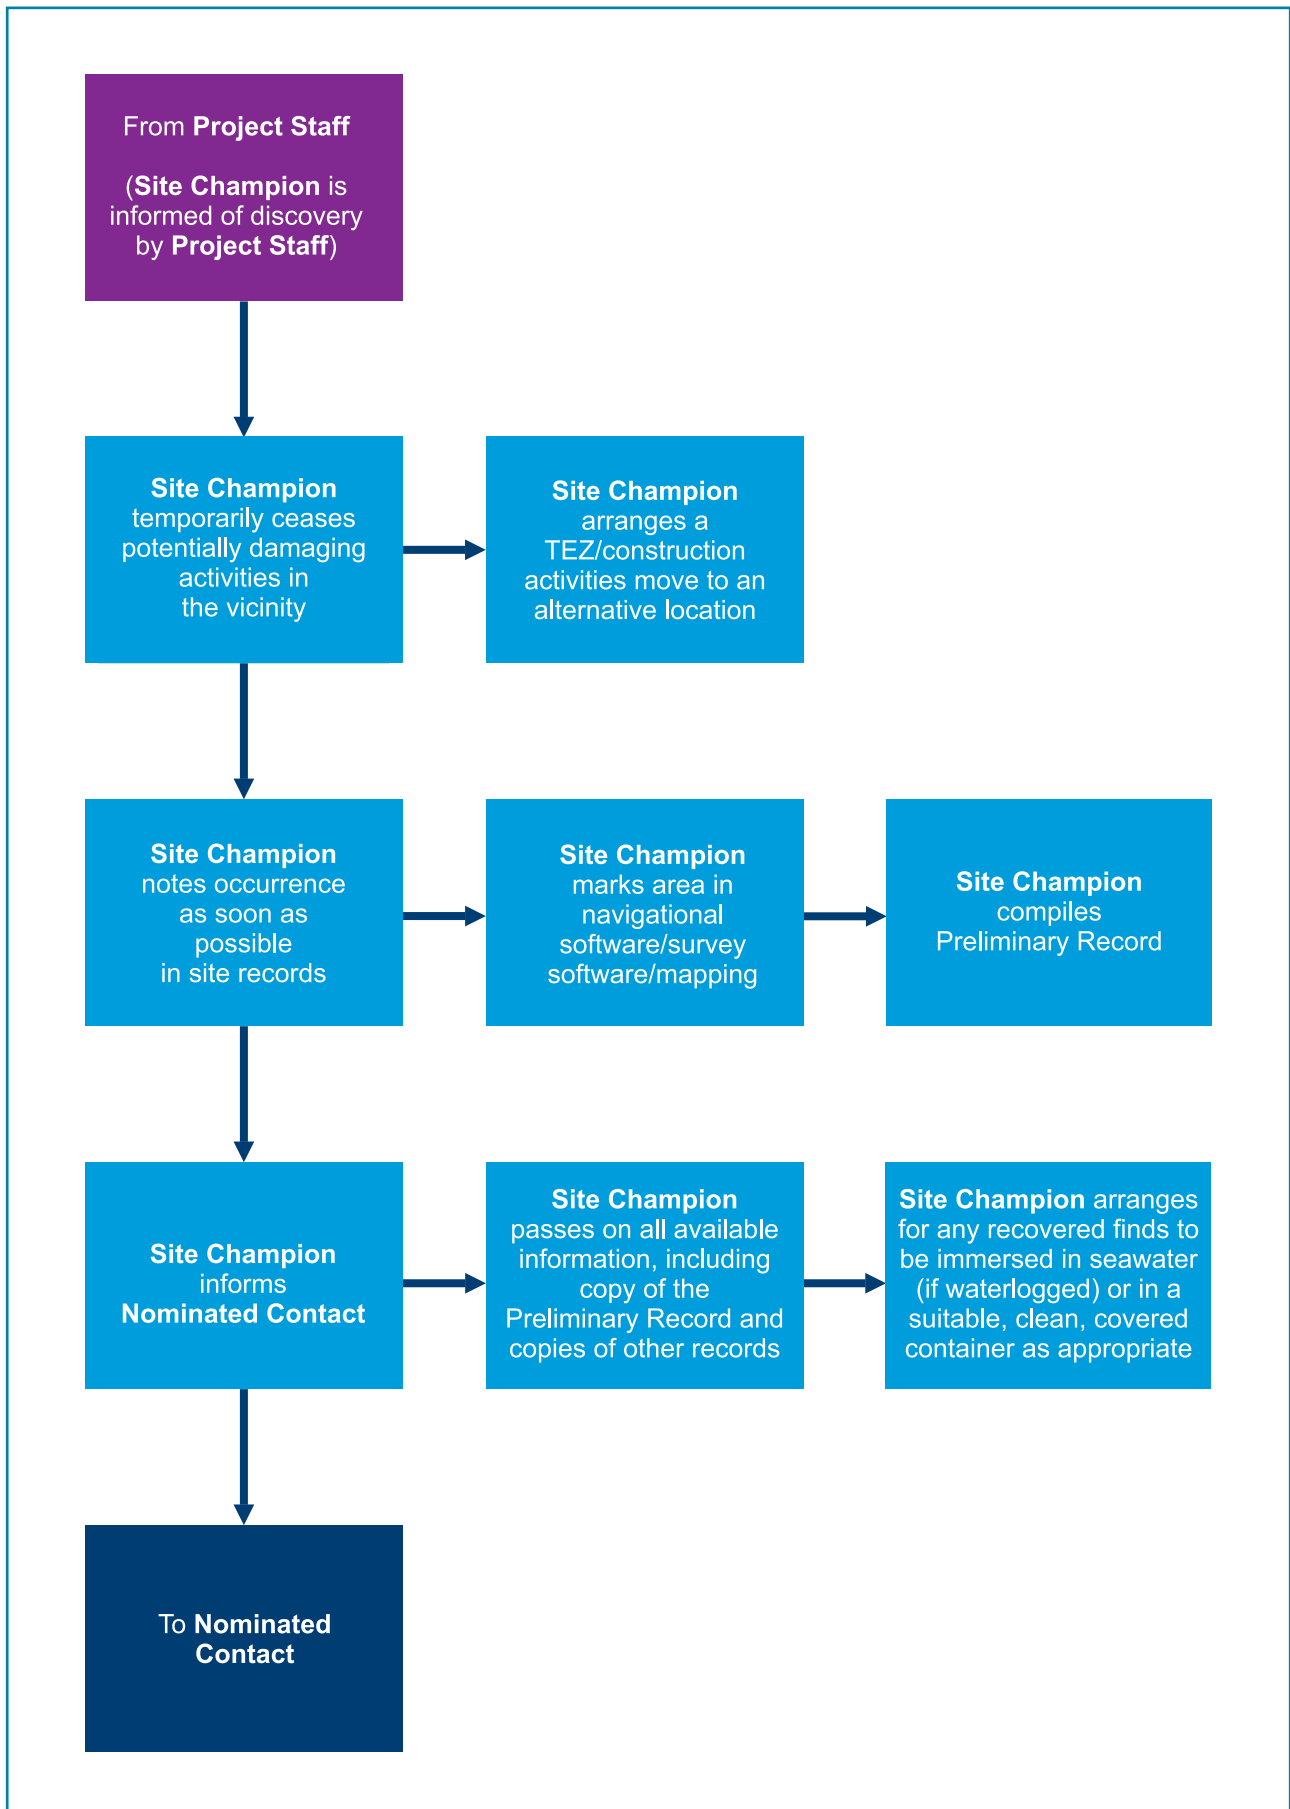 From Project Staff
(Site Champion is
informed of discovery
by Project Staff)
Site Champion
temporarily ceases
potentially damaging
activities in
the vicinity
Site Champion
arranges a
TEZ/construction
activities move to an
alternative location
Site Champion
notes occurrence
as soon as
possible
in site records
Site Champion
marks area in
navigational
software/survey
software/mapping
Site Champion
compiles
Preliminary Record
Site Champion
informs
Nominated Contact
Site Champion
passes on all available
information, including
copy of the
Preliminary Record and
copies of other records
Site Champion arranges
for any recovered finds to
be immersed in seawater
(if waterlogged) or in a
suitable, clean, covered
container as appropriate
To Nominated
Contact